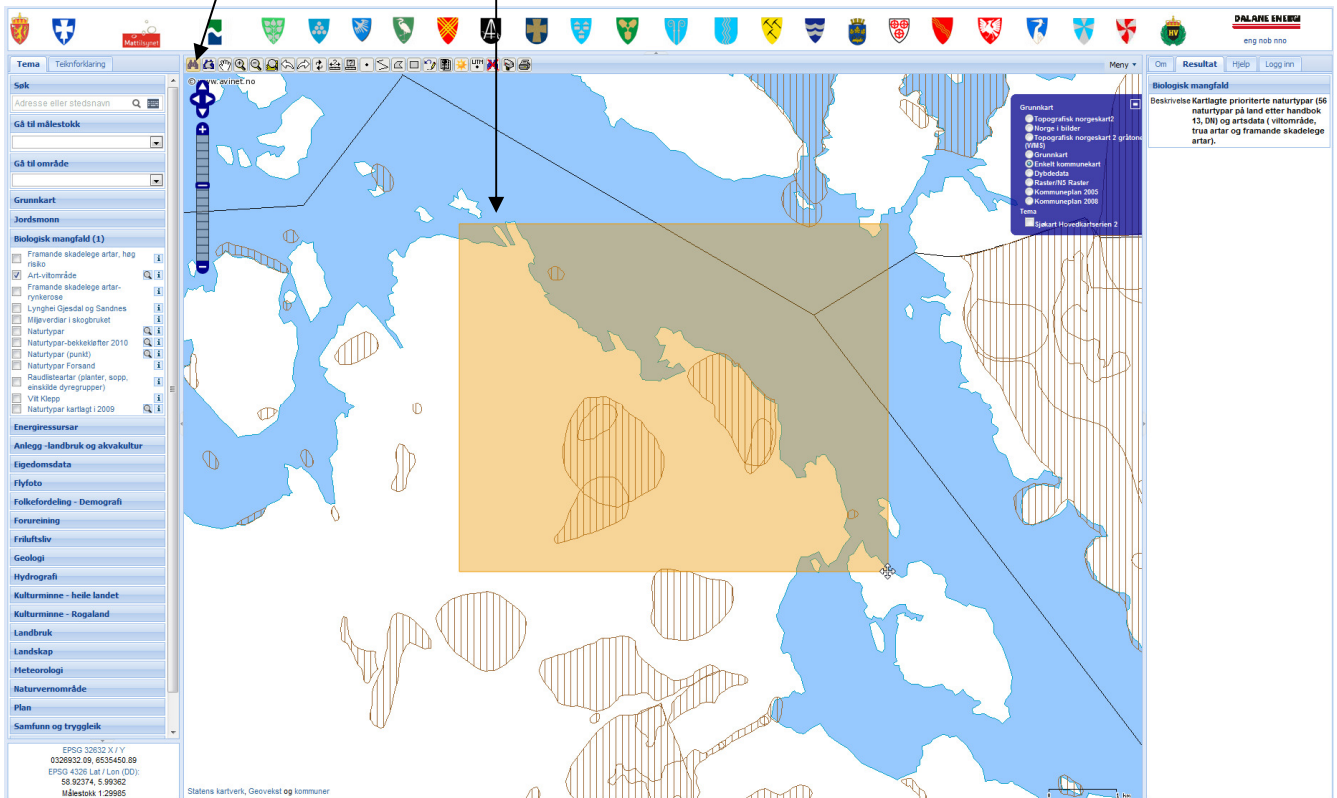 Mattilsynet
HV
DALANE ENERGI
eng nob nno
Tema
Teiknforklaring
Søk
Adresse eller stedsnavn
Gå til målestokk
Gå til område
Grunnkart
Jordsmonn
Biologisk mangfald (1)
Framande skadelege artar, høg
risiko
Art-viltområde
Framande skadelege artar-
rynkerose
Lynghei Gjesdal og Sandnes
Miljøverdiar i skogbruket
Naturtypar
Naturtypar-bekkekløfter 2010
Naturtypar (punkt)
Naturtypar Forsand
Raudlisteartar (planter, sopp,
einskilde dyregrupper)
Vilt Klepp
Naturtypar kartlagt i 2009
Energiressursar
Anlegg -landbruk og akvakultur
Eigedomsdata
Flyfoto
Folkefordeling - Demografi
Forureining
Friluftsliv
Geologi
Hydrografi
Kulturminne - heile landet
Kulturminne - Rogaland
Landbruk
Landskap
Meteorologi
Naturvernområde
Plan
Samfunn og tryggleik
EPSG 32632 X / Y
0326932.09, 6535450.89
EPSG 4326 Lat / Lon (DD):
58.92374, 5.99362
Målestokk 1:29985
UTM
Meny
© www.avinet.no
Grunnkart
Topografisk norgeskart2
Norge i bilder
Topografisk norgeskart 2 gråtone
(WMS)
Grunnkart
Enkelt kommunekart
Dybdedata
Raster/N5 Raster
Kommuneplan 2005
Kommuneplan 2008
Tema
Sjøkart Hovedkartserien 2
Statens kartverk, Geovekst og kommuner
Om
Resultat
Hjelp
Logg inn
Biologisk mangfald
Beskrivelse Kartlagte prioriterte naturtypar (56
naturtypar på land etter handbok
13, DN) og artsdata ( viltområde,
trua artar og framande skadelege
artar).